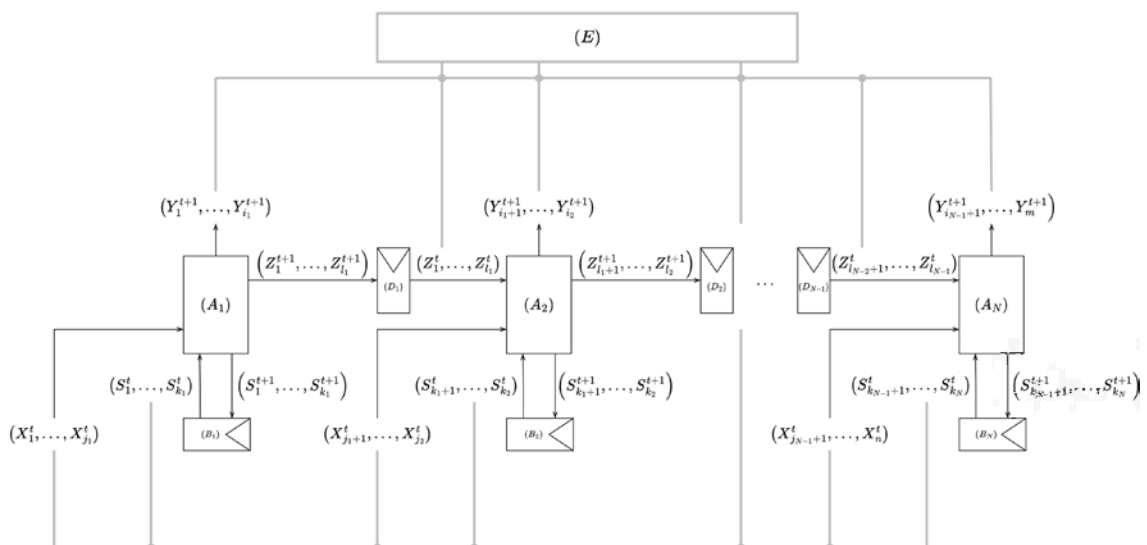 (E)
(Y_1^{t+1}, …, Y_{i_1}^{t+1}) (Y_{i_1+1}^{t+1}, …, Y_{i_2}^{t+1}) (Y_{i_{N-1}+1}^{t+1}, …, Y_m^{t+1})
(Z_1^{t+1}, …, Z_{l_1}^{t+1}) (Z_1^t, …, Z_{l_1}^t) (Z_{l_1+1}^{t+1}, …, Z_{l_2}^{t+1}) (Z_{l_{N-2}+1}^t, …, Z_{l_{N-1}}^t)
(A_1) (D_1) (A_2) (D_2) … (D_{N-1}) (A_N)
(S_1^t, …, S_{k_1}^t) (S_1^{t+1}, …, S_{k_1}^{t+1}) (S_{k_1+1}^t, …, S_{k_2}^t) (S_{k_1+1}^{t+1}, …, S_{k_2}^{t+1}) (S_{k_{N-1}+1}^t, …, S_{k_N}^t) (S_{k_{N-1}+1}^{t+1}, …, S_{k_N}^{t+1})
(X_1^t, …, X_{j_1}^t) (B_1) (X_{j_1+1}^t, …, X_{j_2}^t) (B_2) (X_{j_{N-1}+1}^t, …, X_n^t) (B_N)